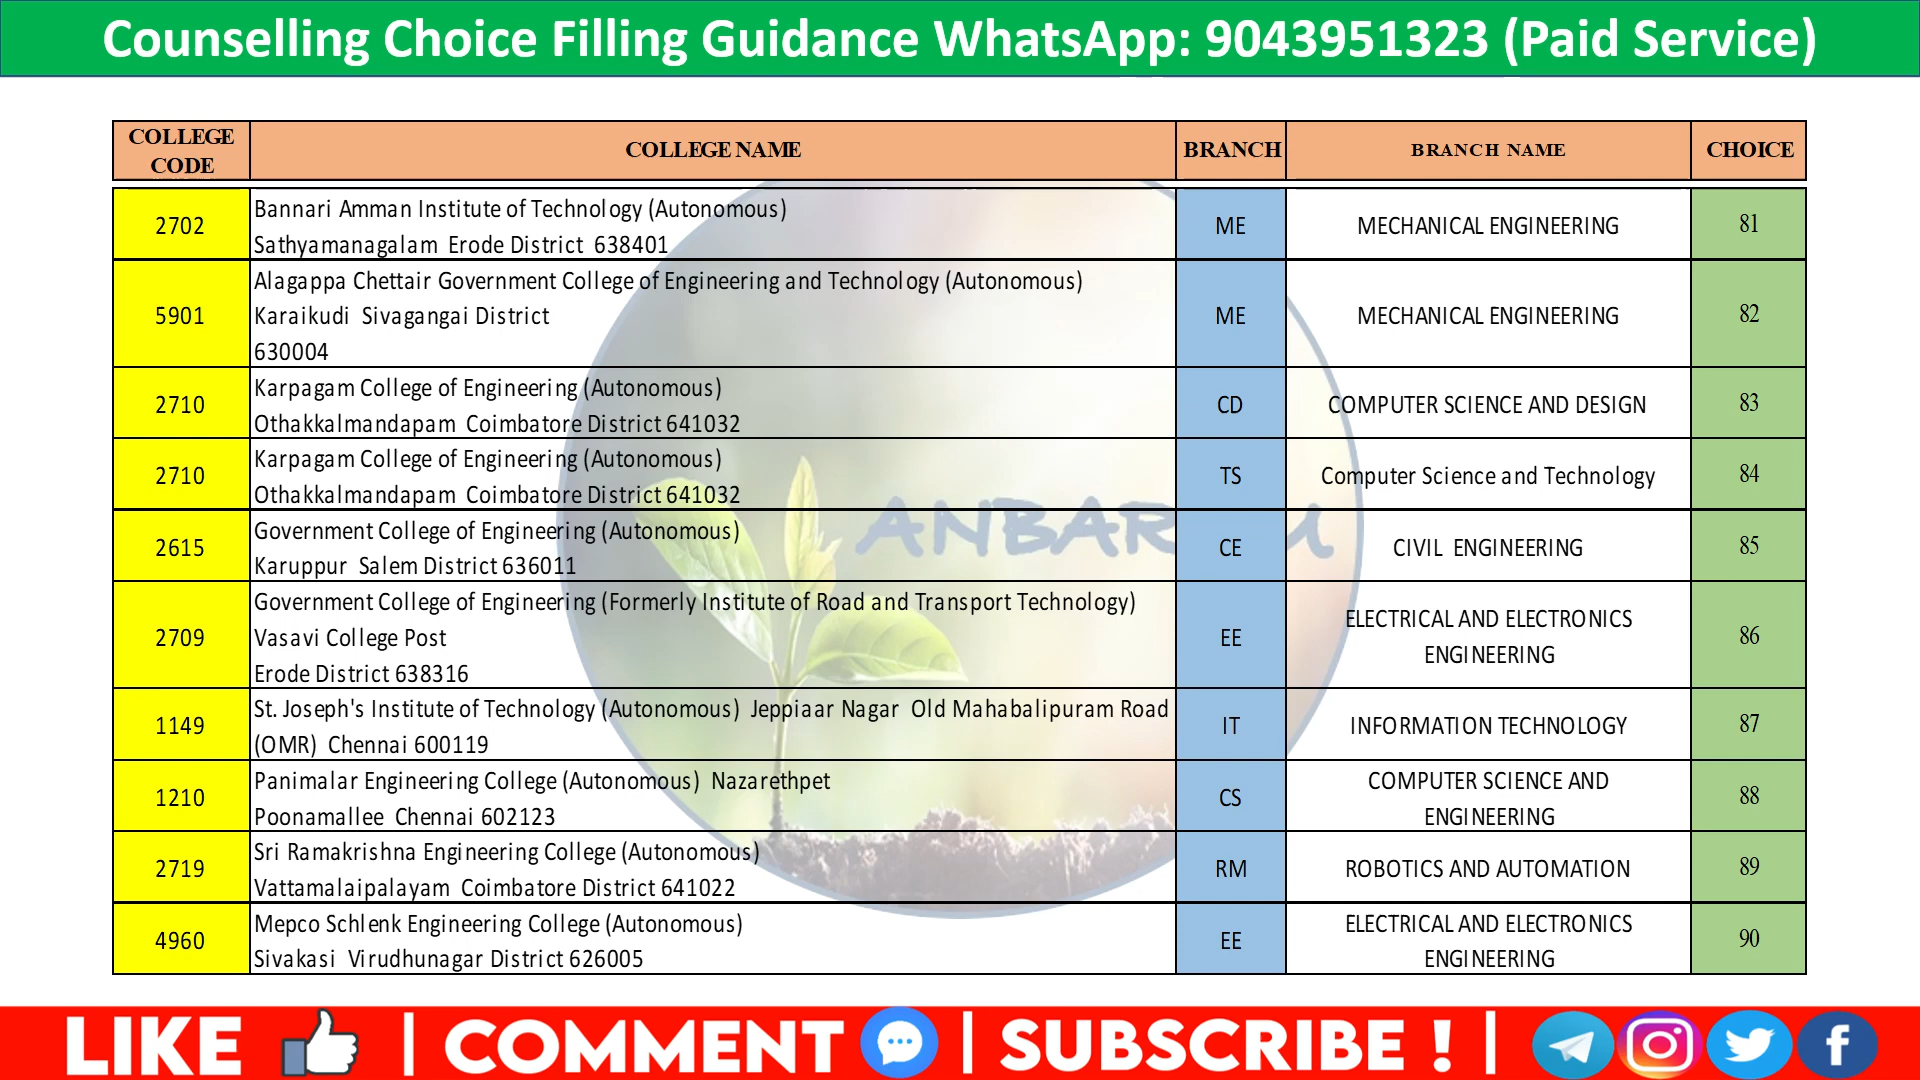 Counselling Choice Filling Guidance WhatsApp: 9043951323 (Paid Service)
COLLEGE CODE COLLEGE NAME BRANCH BRANCH NAME CHOICE
2702 Bannari Amman Institute of Technology (Autonomous)
Sathyamanagalam Erode District 638401 ME MECHANICAL ENGINEERING 81
5901 Alagappa Chettair Government College of Engineering and Technology (Autonomous)
Karaikudi Sivagangai District
630004 ME MECHANICAL ENGINEERING 82
2710 Karpagam College of Engineering (Autonomous)
Othakkalmandapam Coimbatore District 641032 CD COMPUTER SCIENCE AND DESIGN 83
2710 Karpagam College of Engineering (Autonomous)
Othakkalmandapam Coimbatore District 641032 TS Computer Science and Technology 84
2615 Government College of Engineering (Autonomous)
Karuppur Salem District 636011 CE CIVIL ENGINEERING 85
2709 Government College of Engineering (Formerly Institute of Road and Transport Technology)
Vasavi College Post
Erode District 638316 EE ELECTRICAL AND ELECTRONICS
ENGINEERING 86
1149 St. Joseph's Institute of Technology (Autonomous) Jeppiaar Nagar Old Mahabalipuram Road
(OMR) Chennai 600119 IT INFORMATION TECHNOLOGY 87
1210 Panimalar Engineering College (Autonomous) Nazarethpet
Poonamallee Chennai 602123 CS COMPUTER SCIENCE AND
ENGINEERING 88
2719 Sri Ramakrishna Engineering College (Autonomous)
Vattamalaipalayam Coimbatore District 641022 RM ROBOTICS AND AUTOMATION 89
4960 Mepco Schlenk Engineering College (Autonomous)
Sivakasi Virudhunagar District 626005 EE ELECTRICAL AND ELECTRONICS
ENGINEERING 90
LIKE | COMMENT | SUBSCRIBE ! |